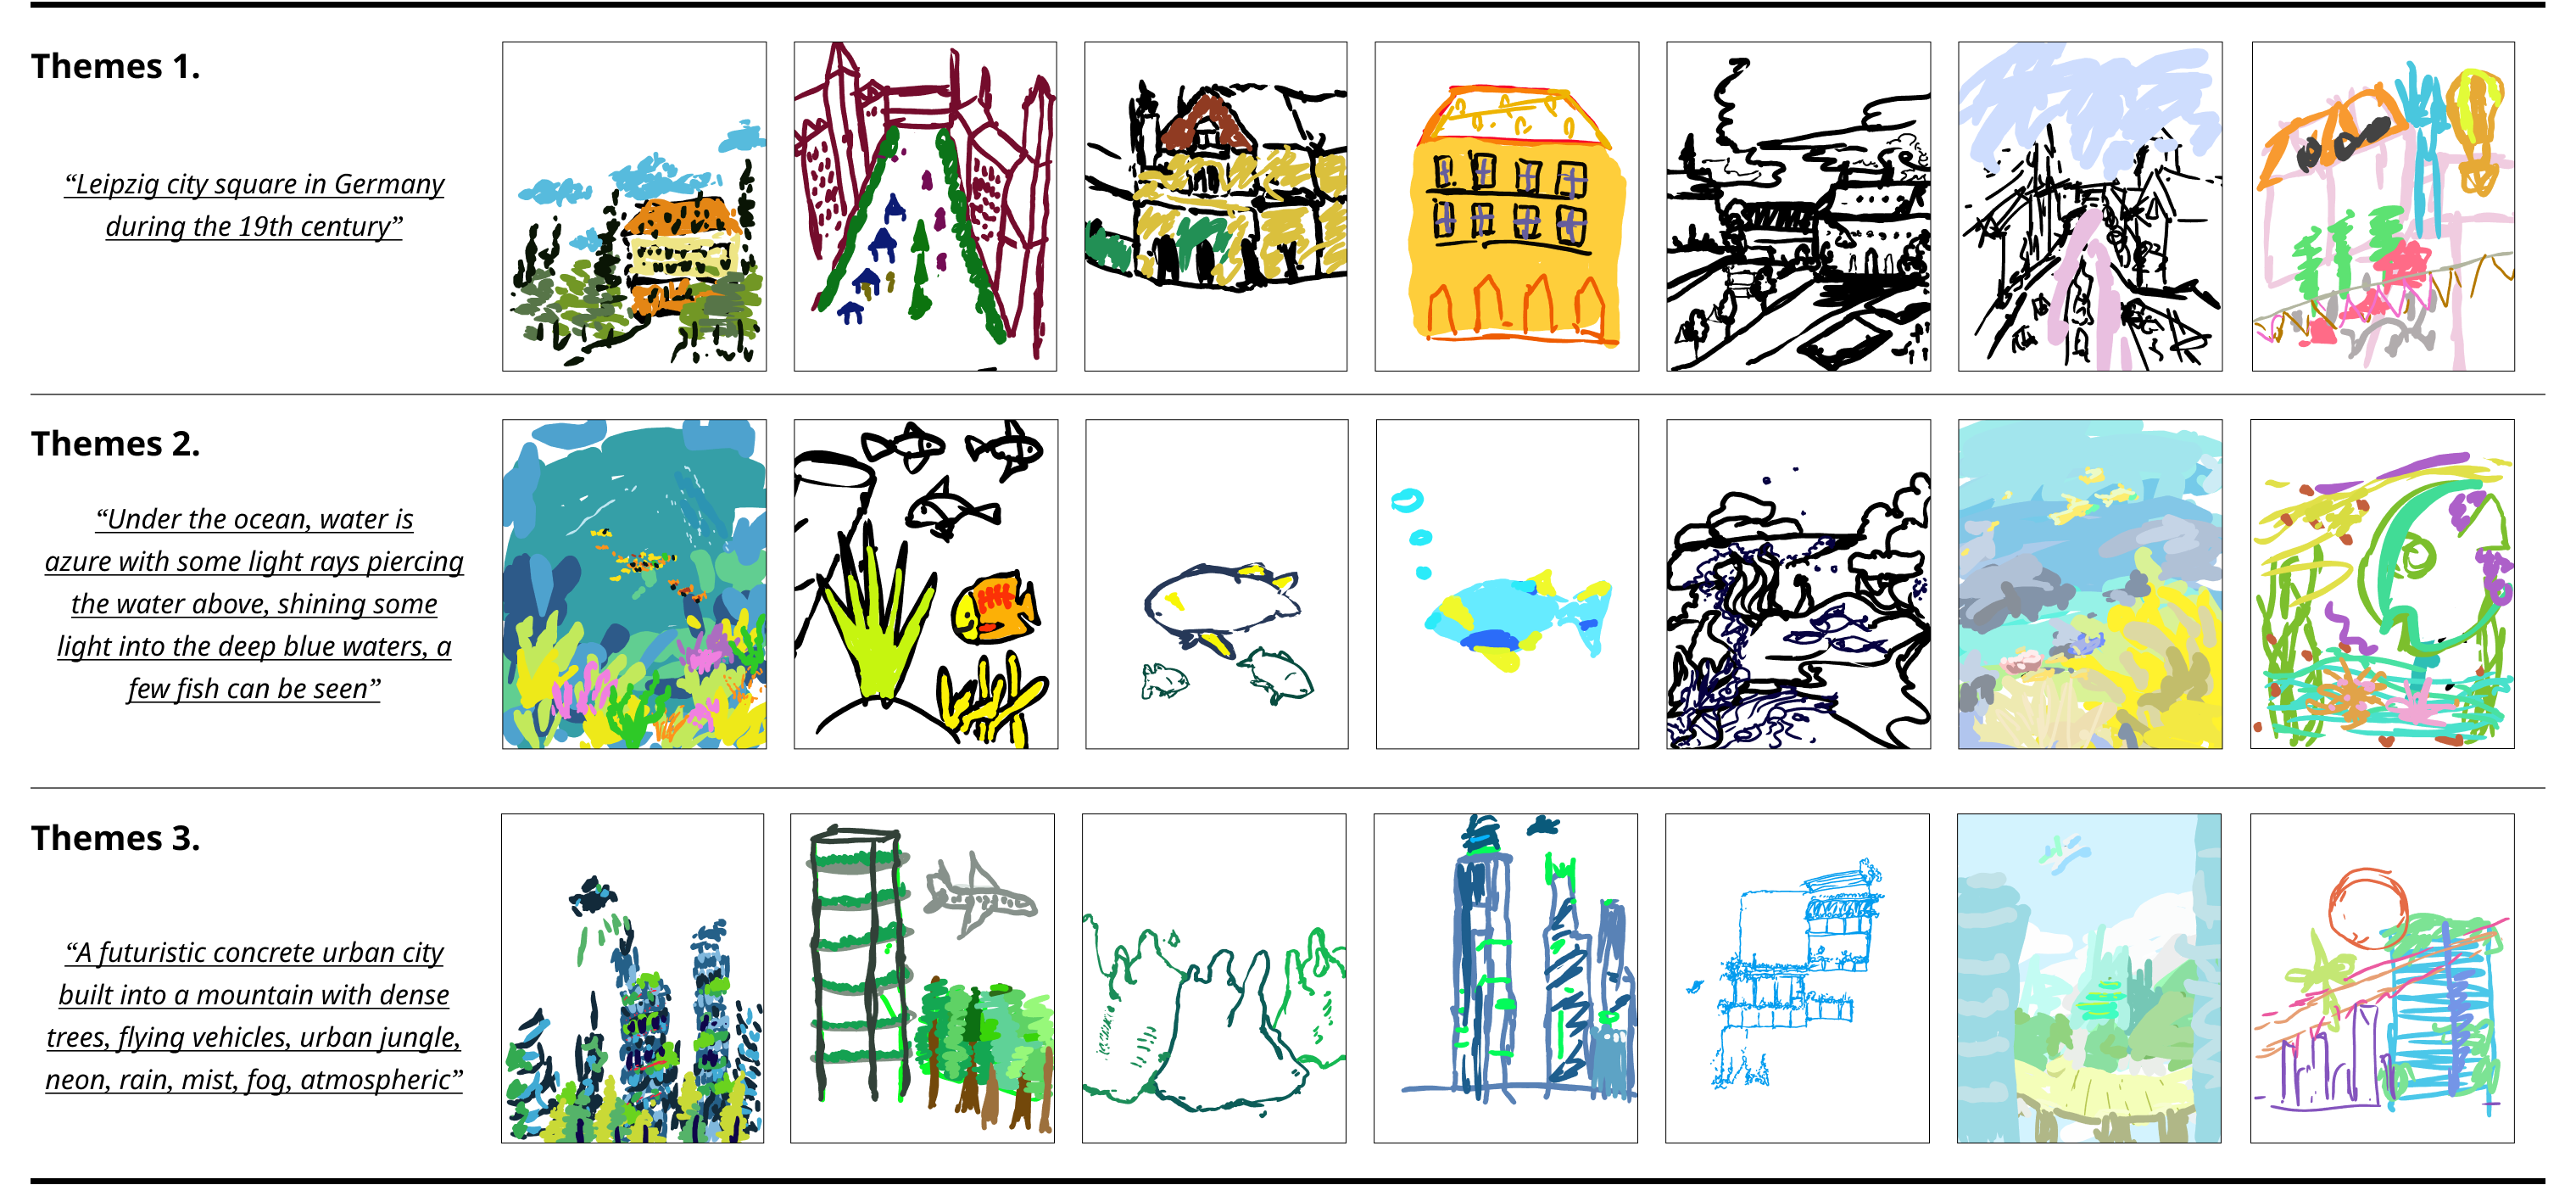 Themes 1.
“Leipzig city square in Germany
during the 19th century”
Themes 2.
“Under the ocean, water is
azure with some light rays piercing
the water above, shining some
light into the deep blue waters, a
few fish can be seen”
Themes 3.
“A futuristic concrete urban city
built into a mountain with dense
trees, flying vehicles, urban jungle,
neon, rain, mist, fog, atmospheric”